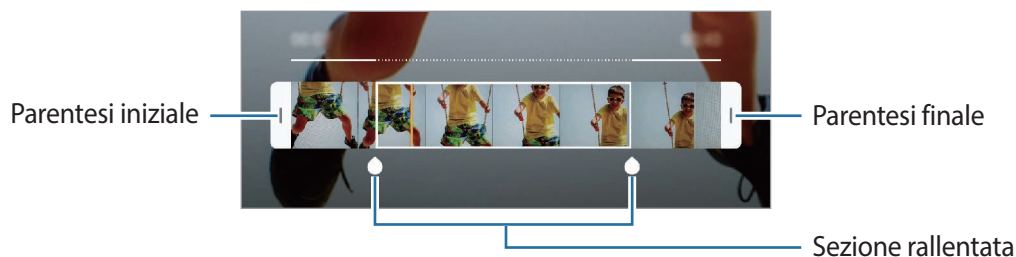 Parentesi iniziale
Parentesi finale
Sezione rallentata